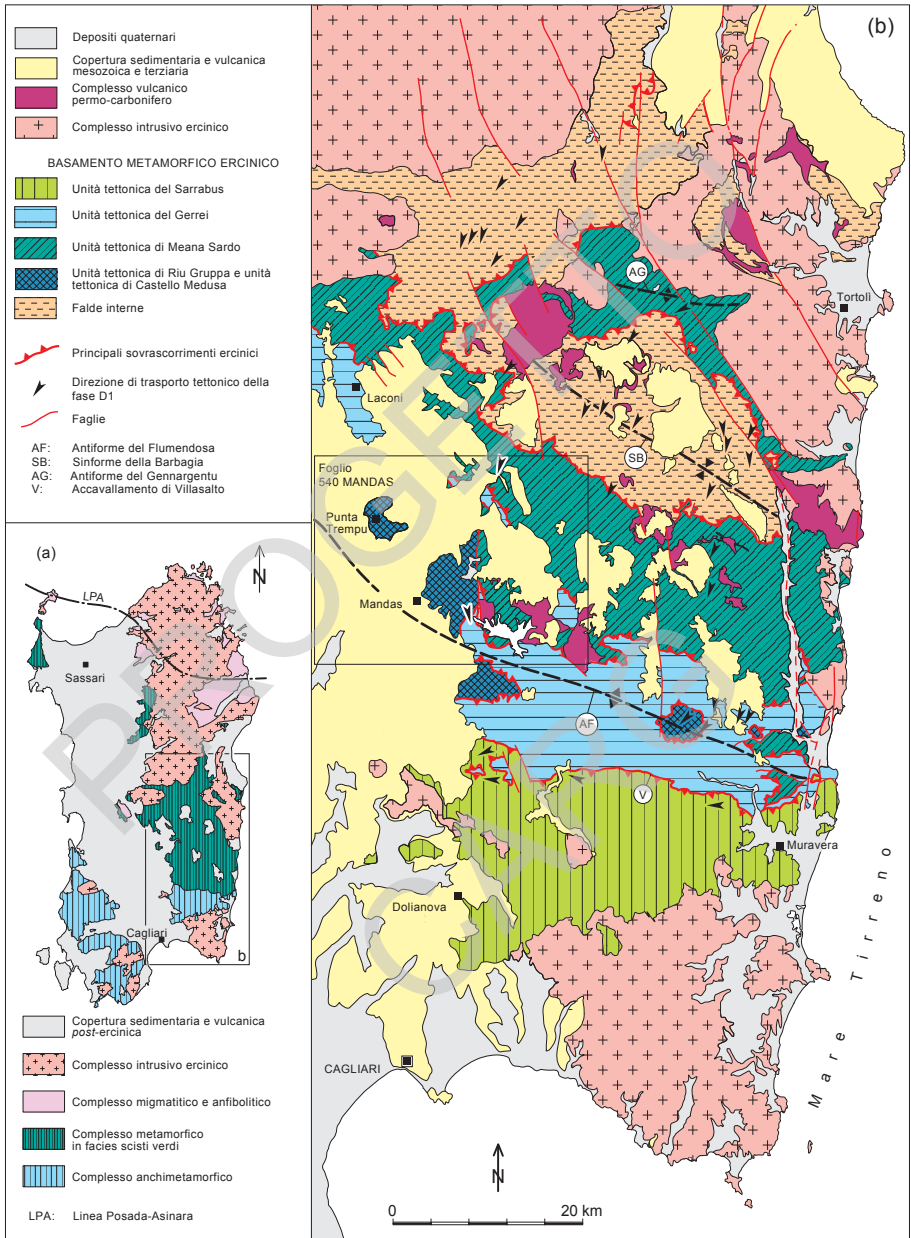 Depositi quaternari
Copertura sedimentaria e vulcanica
mesozoica e terziaria
Complesso vulcanico
permo-carbonifero
Complesso intrusivo ercinico
BASAMENTO METAMORFICO ERCINICO
Unità tettonica del Sarrabus
Unità tettonica del Gerrei
Unità tettonica di Meana Sardo
Unità tettonica di Riu Gruppa e unità
tettonica di Castello Medusa
Falde interne
Principali sovrascorrimenti ercinici
Direzione di trasporto tettonico della
fase D1
Faglie
AF: Antiforme del Flumendosa
SB: Sinforme della Barbagia
AG: Antiforme del Gennargentu
V: Accavallamento di Villasalto
(a)
N
LPA
Sassari
Cagliari
b
Copertura sedimentaria e vulcanica
post-ercinica
Complesso intrusivo ercinico
Complesso migmatitico e anfibolitico
Complesso metamorfico
in facies scisti verdi
Complesso anchimetamorfico
LPA: Linea Posada-Asinara
(b)
AG
Tortolì
Laconi
SB
Foglio
540 MANDAS
Punta
Trempu
Mandas
AF
V
Muravera
Dolianova
CAGLIARI
Mare Tirreno
N
0 20 km
PROGETTO
CARG